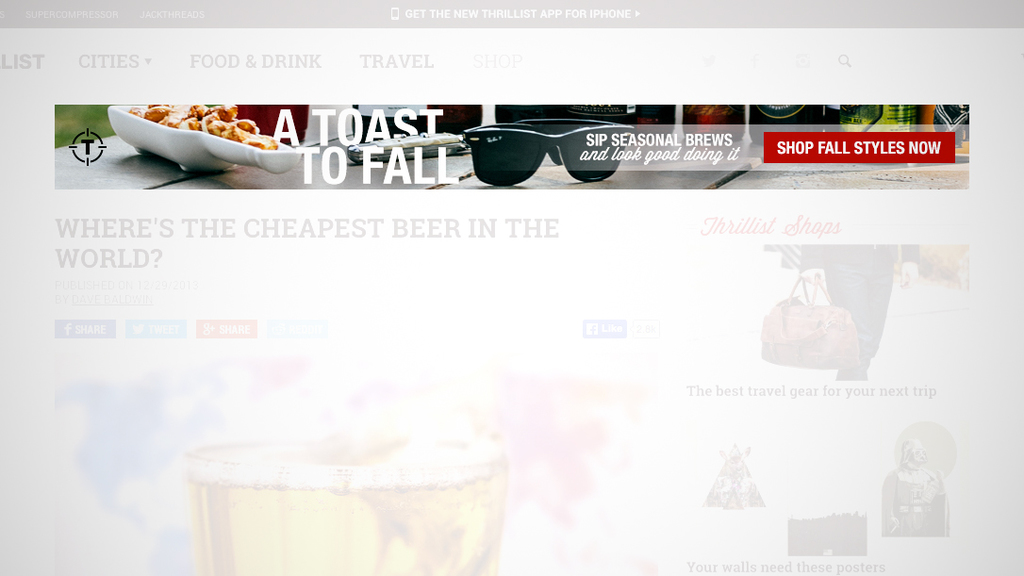 S SUPERCOMPRESSOR JACKTHREADS GET THE NEW THRILLIST APP FOR IPHONE
LIST CITIES FOOD & DRINK TRAVEL SHOP
T
A TOAST
TO FALL
SIP SEASONAL BREWS
and look good doing it
SHOP FALL STYLES NOW
WHERE'S THE CHEAPEST BEER IN THE
WORLD?
PUBLISHED ON 12/29/2013
BY DAVE BALDWIN
SHARE TWEET SHARE Like 2.8k
Thrillist Shops
The best travel gear for your next trip
Your walls need these posters